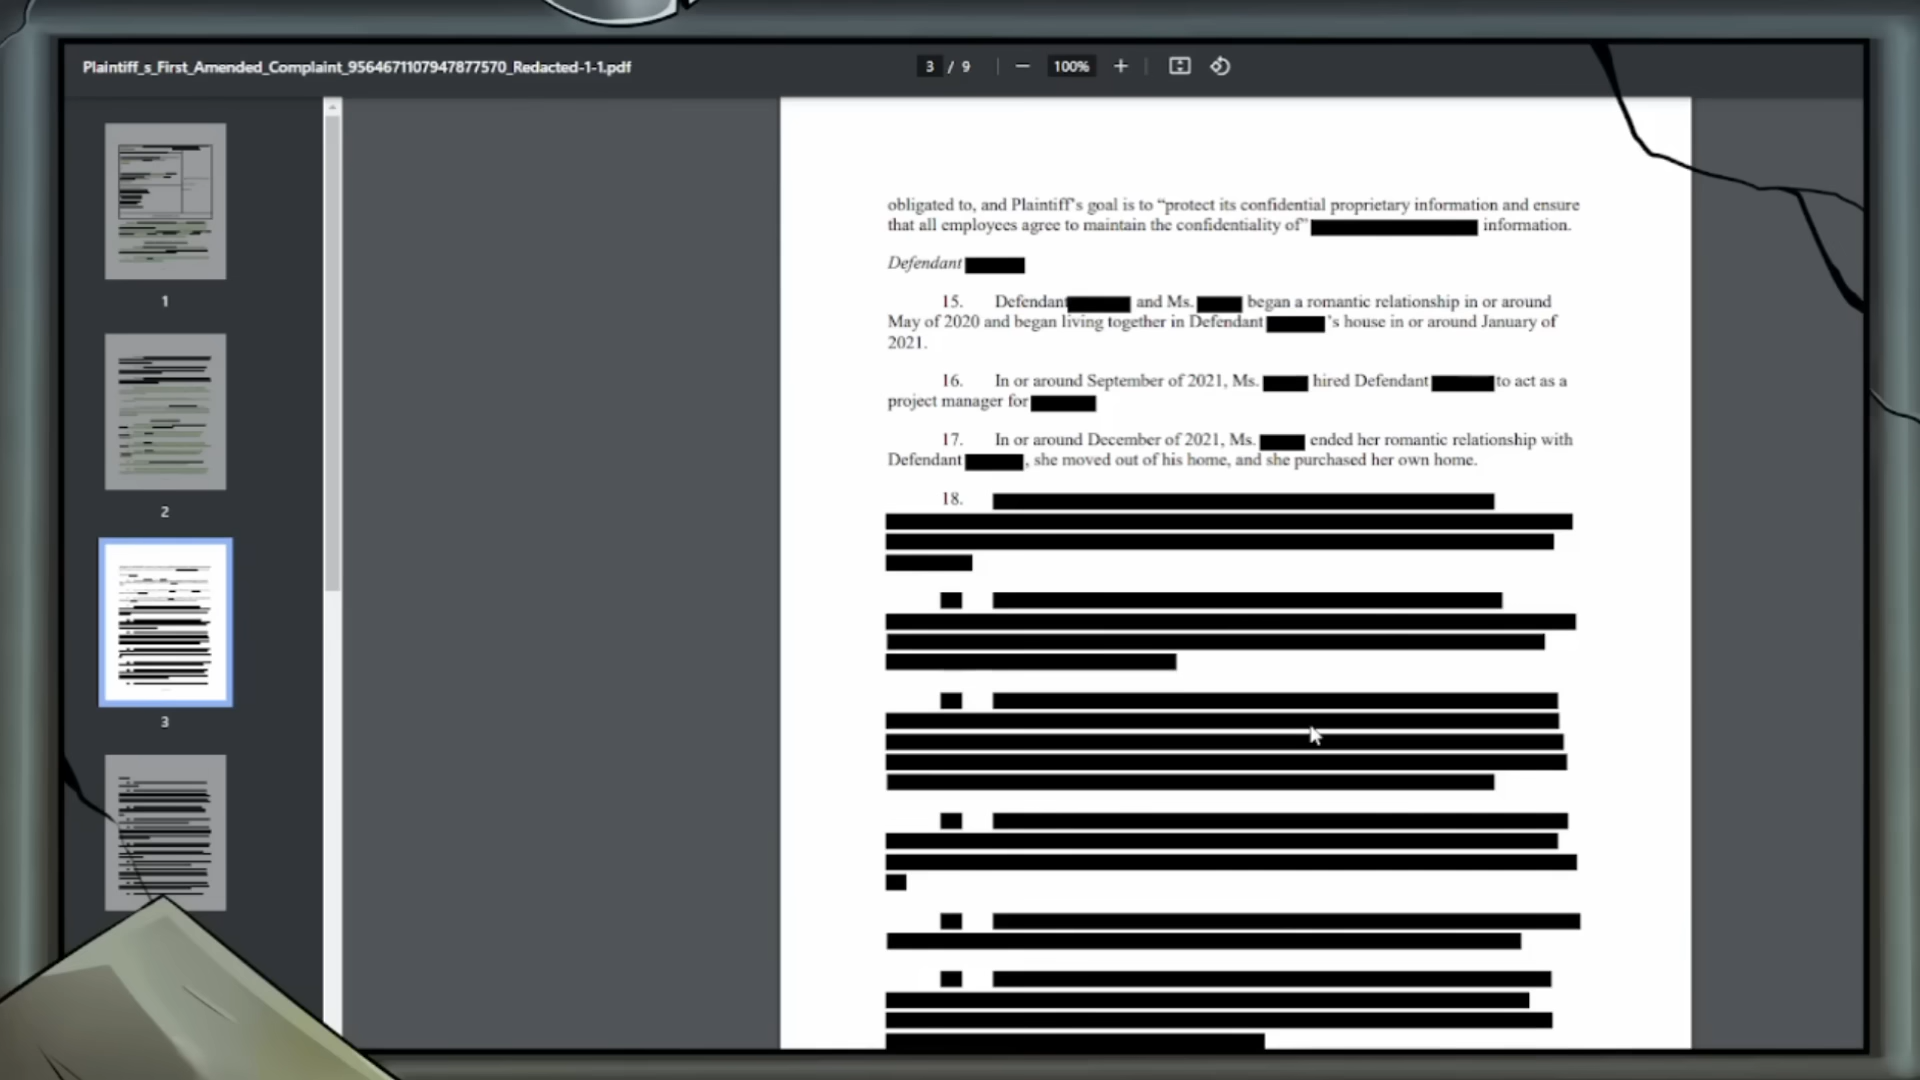 Plaintiff_s_First_Amended_Complaint_9564671107947877570_Redacted-1-1.pdf
3 / 9
100%
1
2
3
obligated to, and Plaintiff's goal is to “protect its confidential proprietary information and ensure
that all employees agree to maintain the confidentiality of” information.
Defendant
15. Defendant and Ms. began a romantic relationship in or around
May of 2020 and began living together in Defendant 's house in or around January of
2021.
16. In or around September of 2021, Ms. hired Defendant to act as a
project manager for
17. In or around December of 2021, Ms. ended her romantic relationship with
Defendant , she moved out of his home, and she purchased her own home.
18.